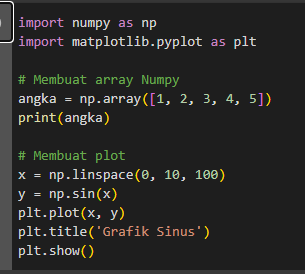 import numpy as np
import matplotlib.pyplot as plt
# Membuat array Numpy
angka = np.array([1, 2, 3, 4, 5])
print(angka)
# Membuat plot
x = np.linspace(0, 10, 100)
y = np.sin(x)
plt.plot(x, y)
plt.title('Grafik Sinus')
plt.show()